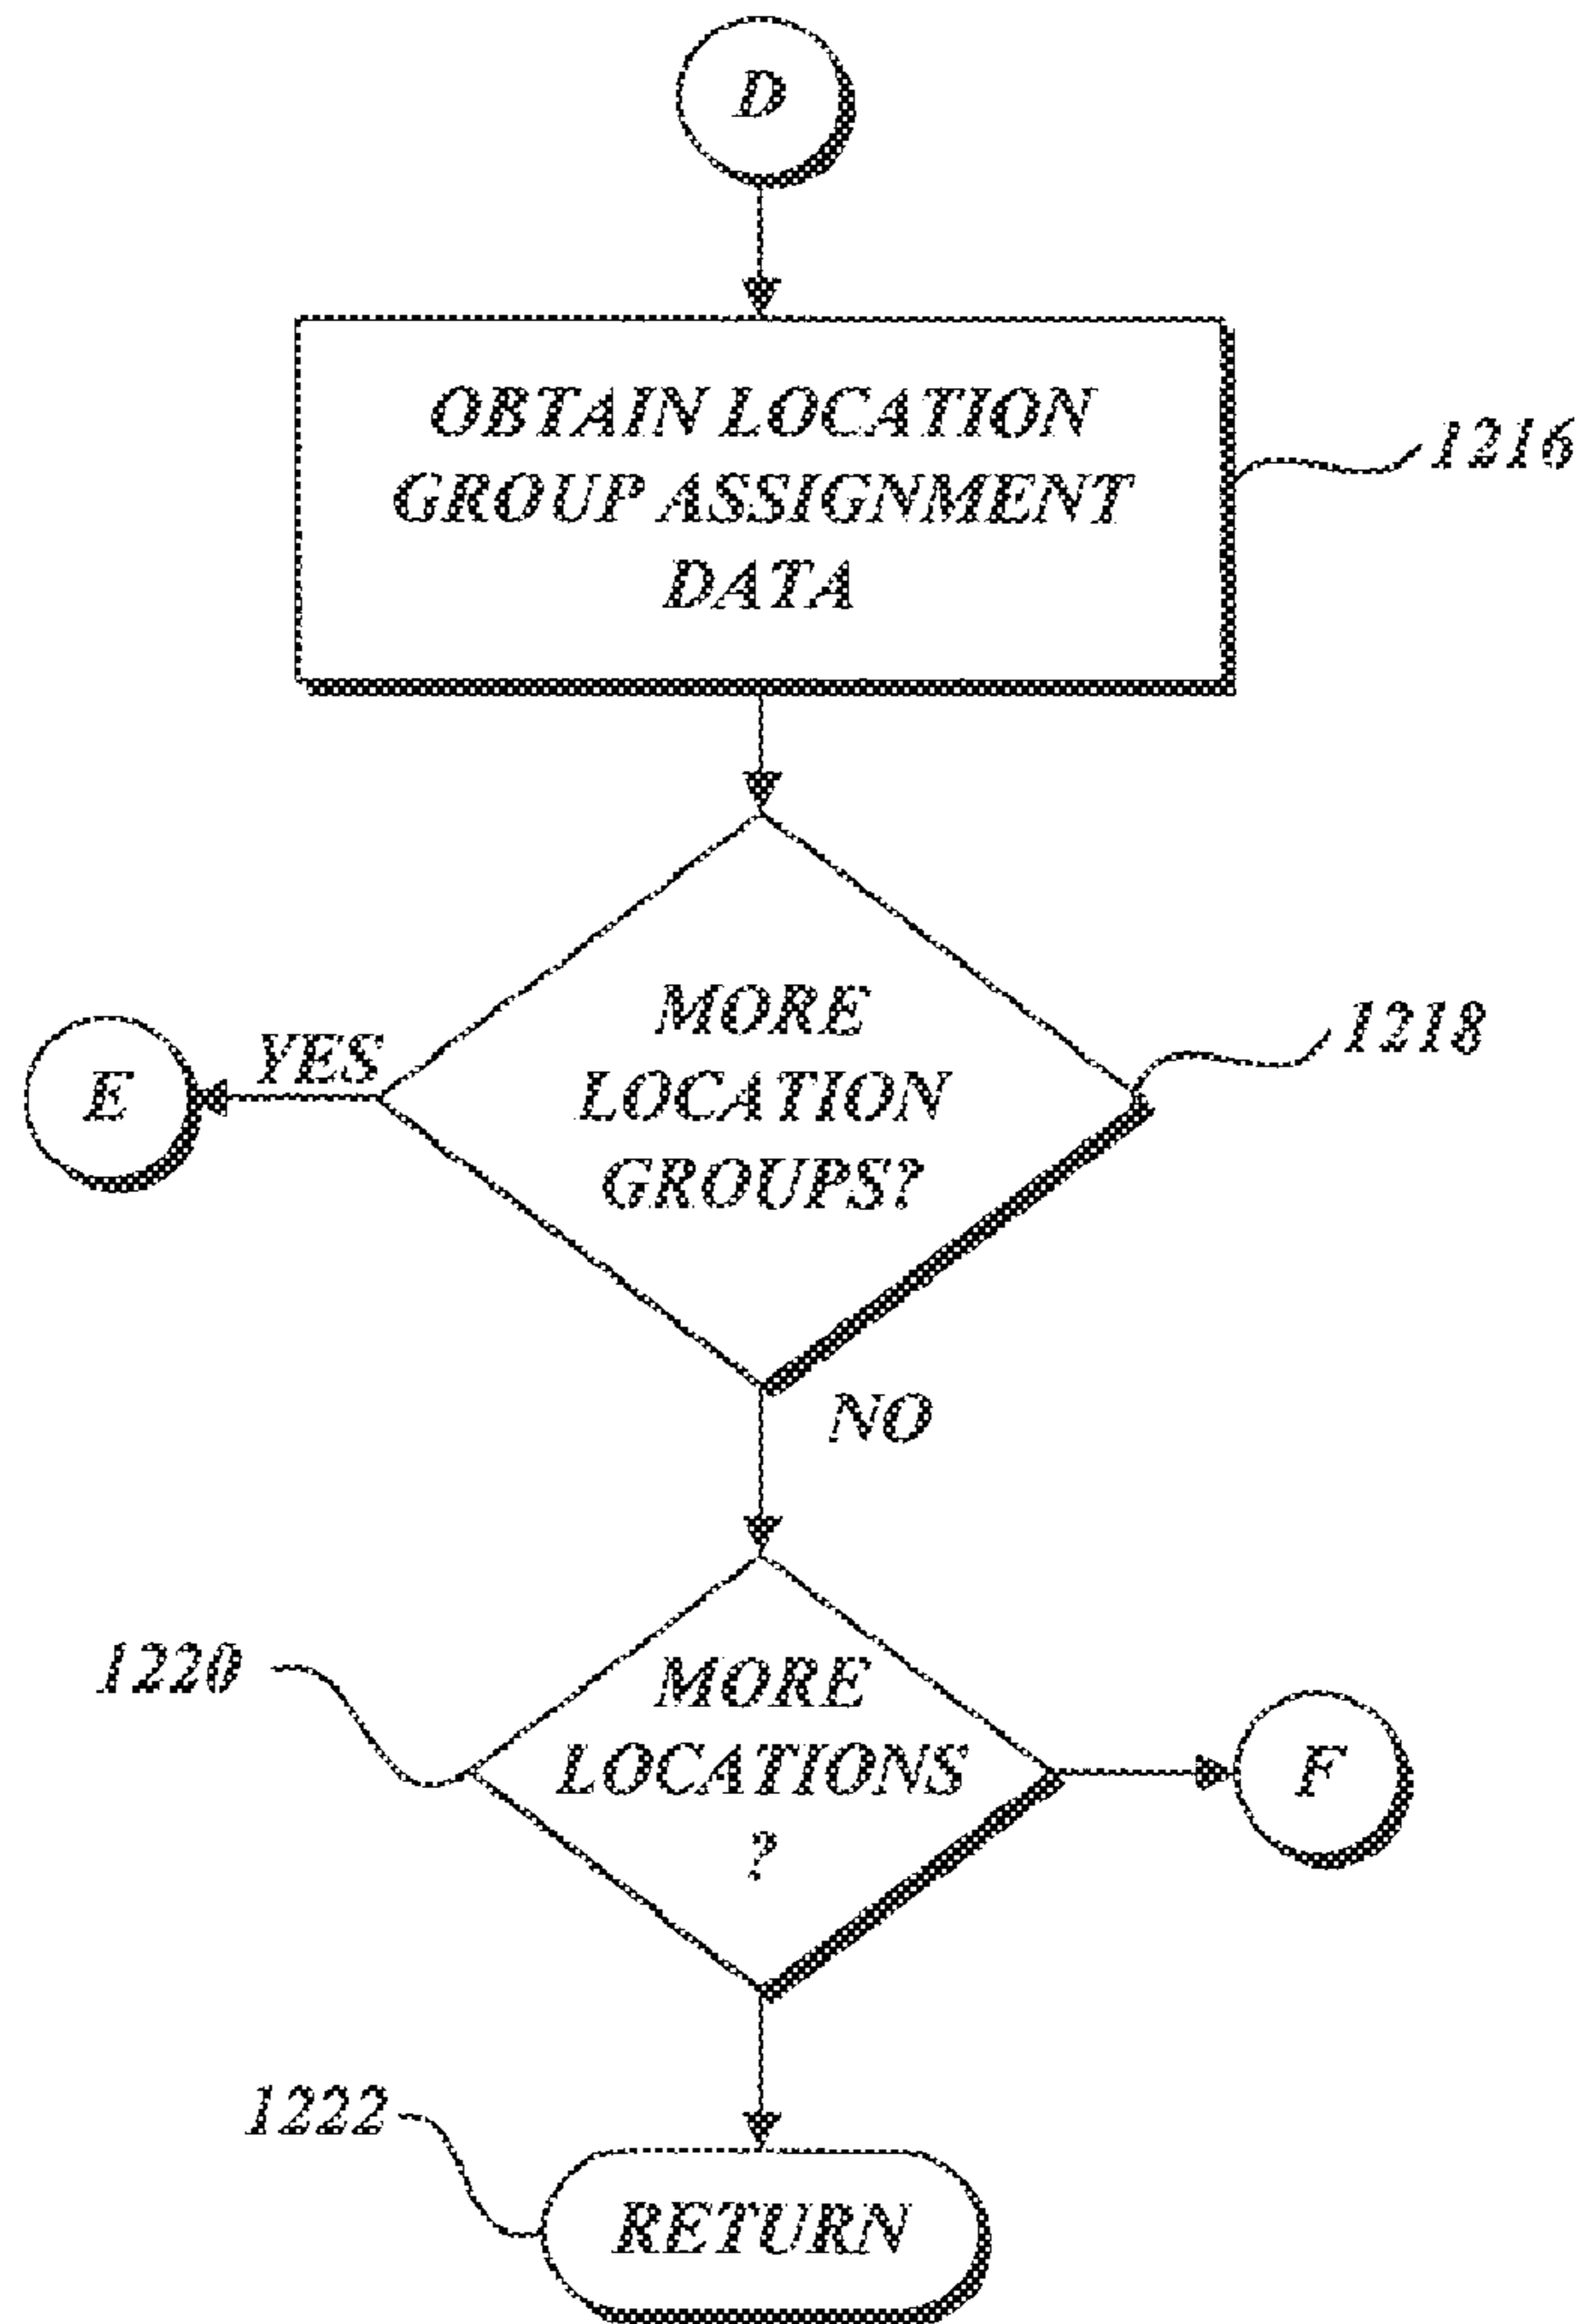 D
OBTAIN LOCATION
GROUP ASSIGNMENT
DATA
1216
MORE
LOCATION
GROUPS?
1218
YES
E
NO
1220
MORE
LOCATIONS
?
F
1222
RETURN